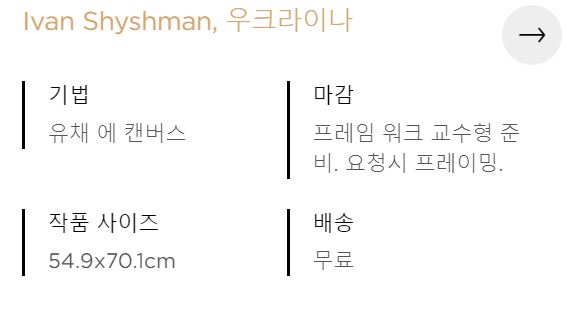 Ivan Shyshman, 우크라이나
기법
유채 에 캔버스
마감
프레임 워크 교수형 준
비. 요청시 프레이밍.
작품 사이즈
54.9x70.1cm
배송
무료